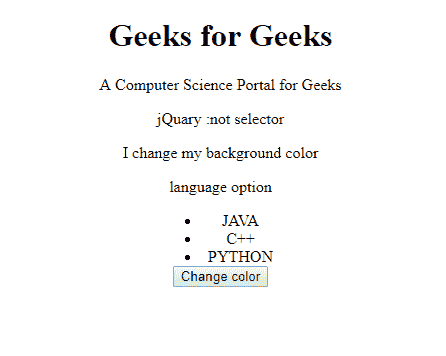 Geeks for Geeks
A Computer Science Portal for Geeks
jQuary :not selector
I change my background color
language option
JAVA
C++
PYTHON
Change color